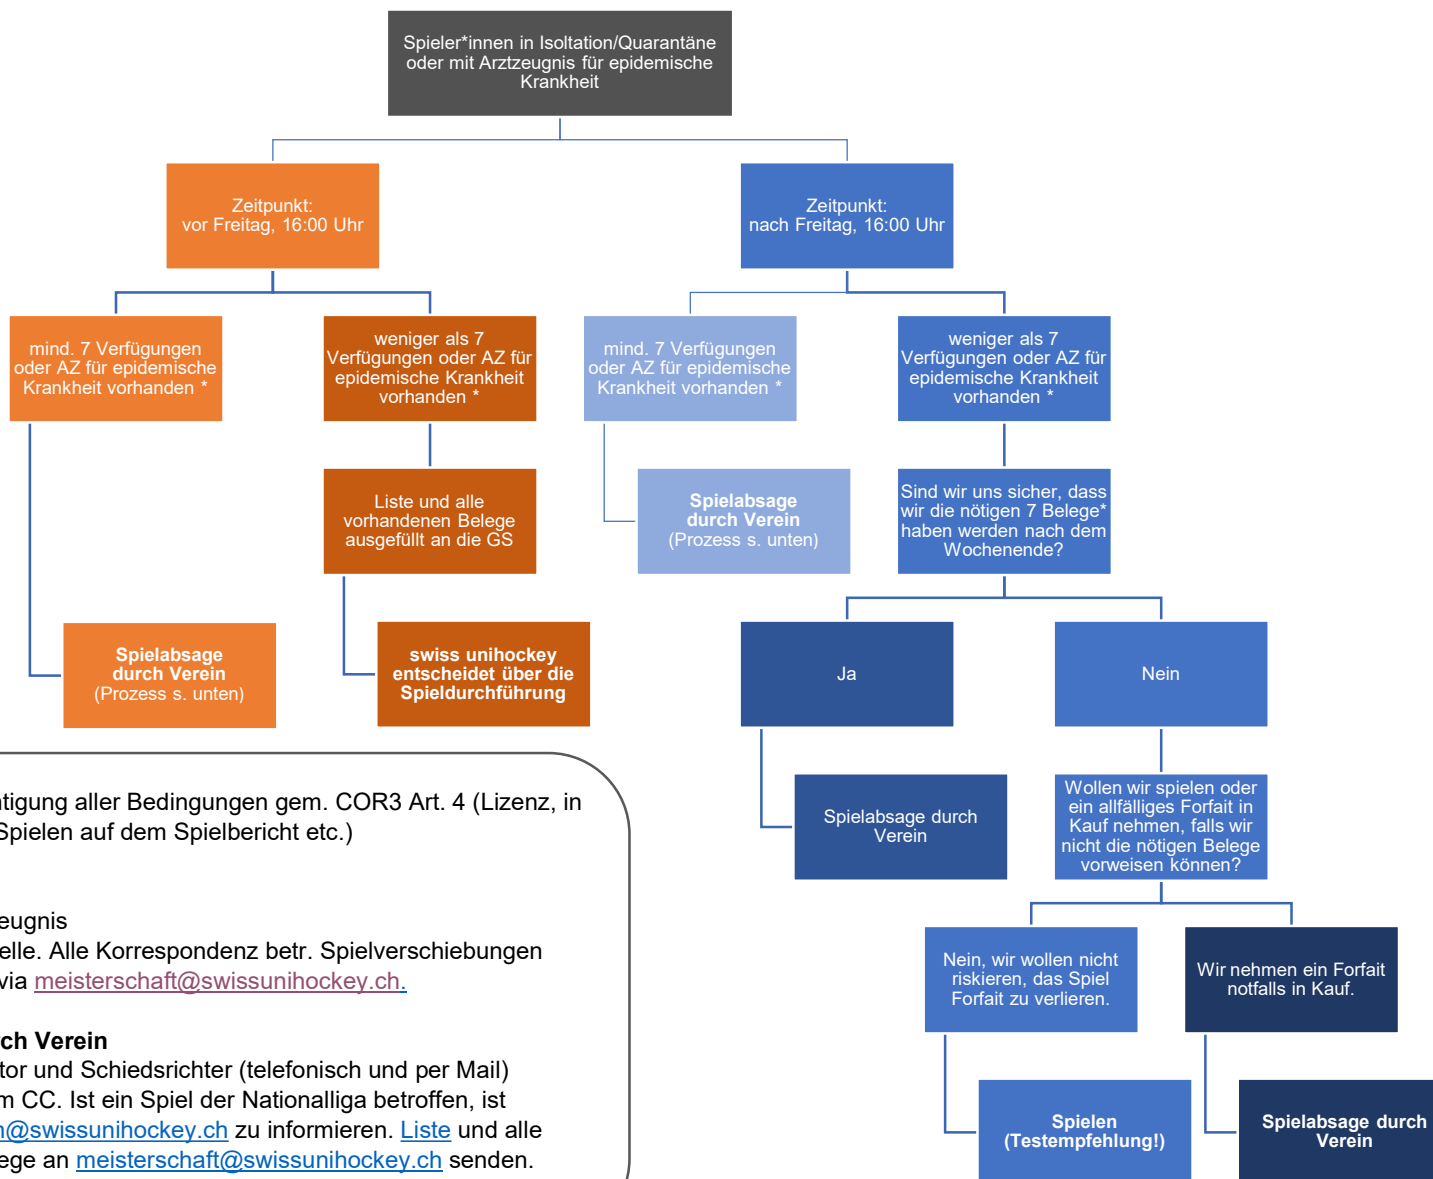 Spieler*innen in Isoltation/Quarantäne
oder mit Arztzeugnis für epidemische
Krankheit
Zeitpunkt:
vor Freitag, 16:00 Uhr
Zeitpunkt:
nach Freitag, 16:00 Uhr
mind. 7 Verfügungen
oder AZ für epidemische
Krankheit vorhanden *
weniger als 7
Verfügungen oder AZ für
epidemische Krankheit
vorhanden *
mind. 7 Verfügungen
oder AZ für epidemische
Krankheit vorhanden *
weniger als 7
Verfügungen oder AZ für
epidemische Krankheit
vorhanden *
Liste und alle
vorhandenen Belege
ausgefüllt an die GS
Spielabsage
durch Verein
(Prozess s. unten)
Sind wir uns sicher, dass
wir die nötigen 7 Belege*
haben werden nach dem
Wochenende?
Spielabsage
durch Verein
(Prozess s. unten)
swiss unihockey
entscheidet über die
Spieldurchführung
Ja
Nein
Spielabsage durch
Verein
Wollen wir spielen oder
ein allfälliges Forfait in
Kauf nehmen, falls wir
nicht die nötigen Belege
vorweisen können?
Nein, wir wollen nicht
riskieren, das Spiel
Forfait zu verlieren.
Wir nehmen ein Forfait
notfalls in Kauf.
Spielen
(Testempfehlung!)
Spielabsage durch
Verein
tigung aller Bedingungen gem. COR3 Art. 4 (Lizenz, in
Spielen auf dem Spielbericht etc.)
eugnis
elle. Alle Korrespondenz betr. Spielverschiebungen
via meisterschaft@swissunihockey.ch.
rch Verein
tor und Schiedsrichter (telefonisch und per Mail)
m CC. Ist ein Spiel der Nationalliga betroffen, ist
n@swissunihockey.ch zu informieren. Liste und alle
ege an meisterschaft@swissunihockey.ch senden.